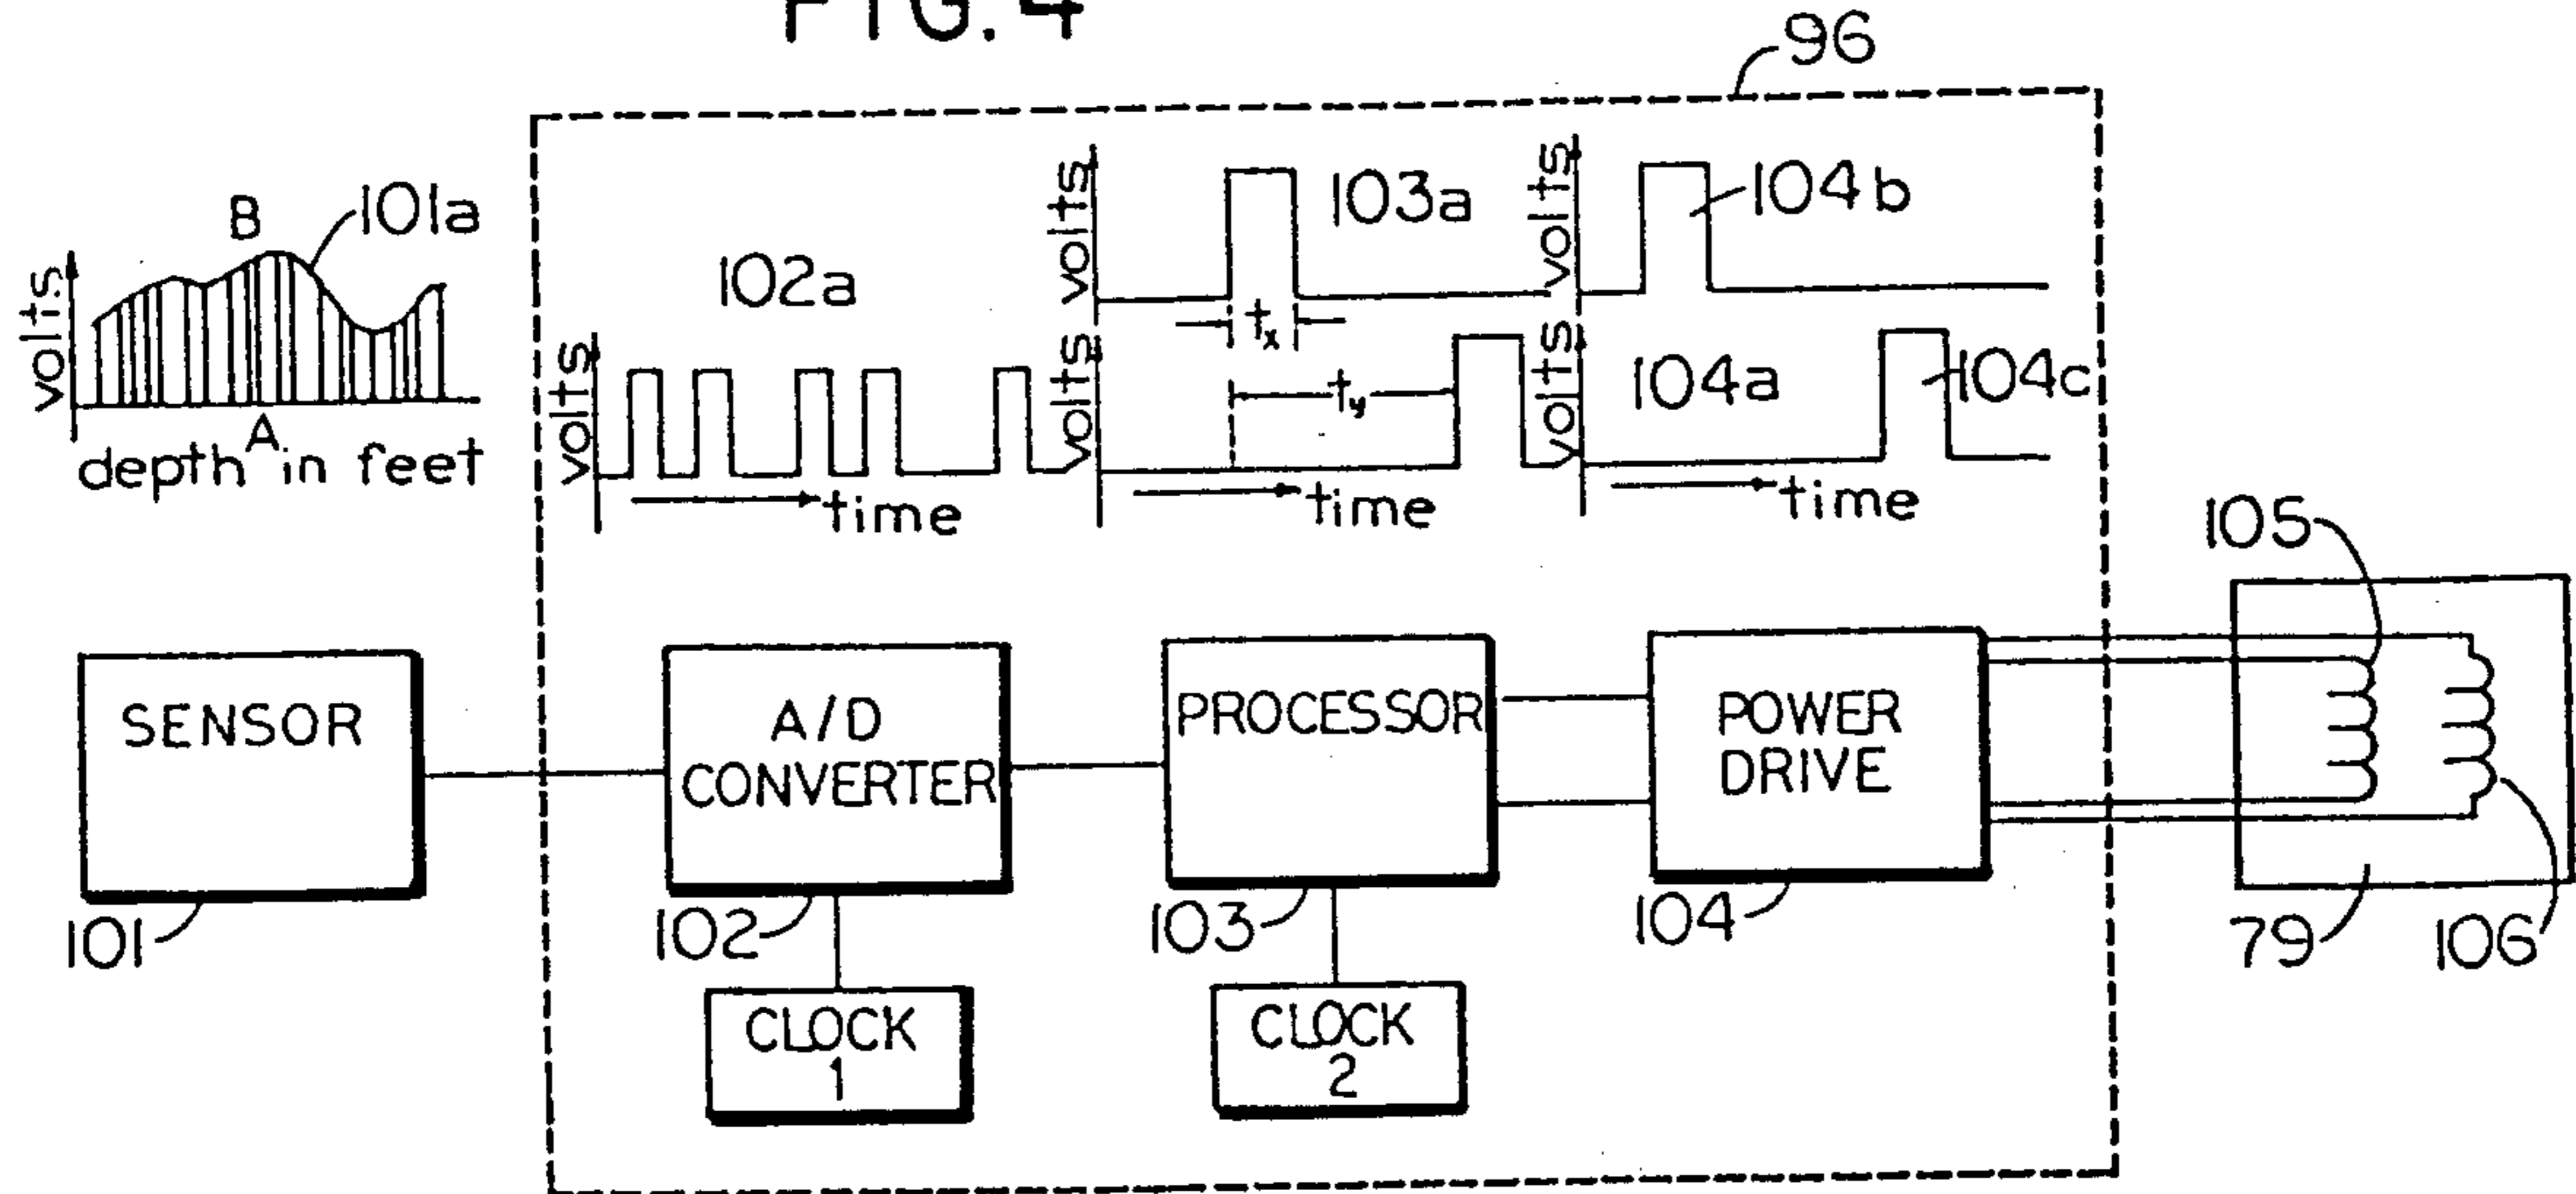 FIG. 4
96
B
101a
volts
A
depth in feet
102a
volts
time
volts
103a
tx
volts
ty
time
volts
104b
volts
104a
104c
time
105
SENSOR
101
A/D
CONVERTER
102
CLOCK
1
PROCESSOR
103
CLOCK
2
POWER
DRIVE
104
79
106